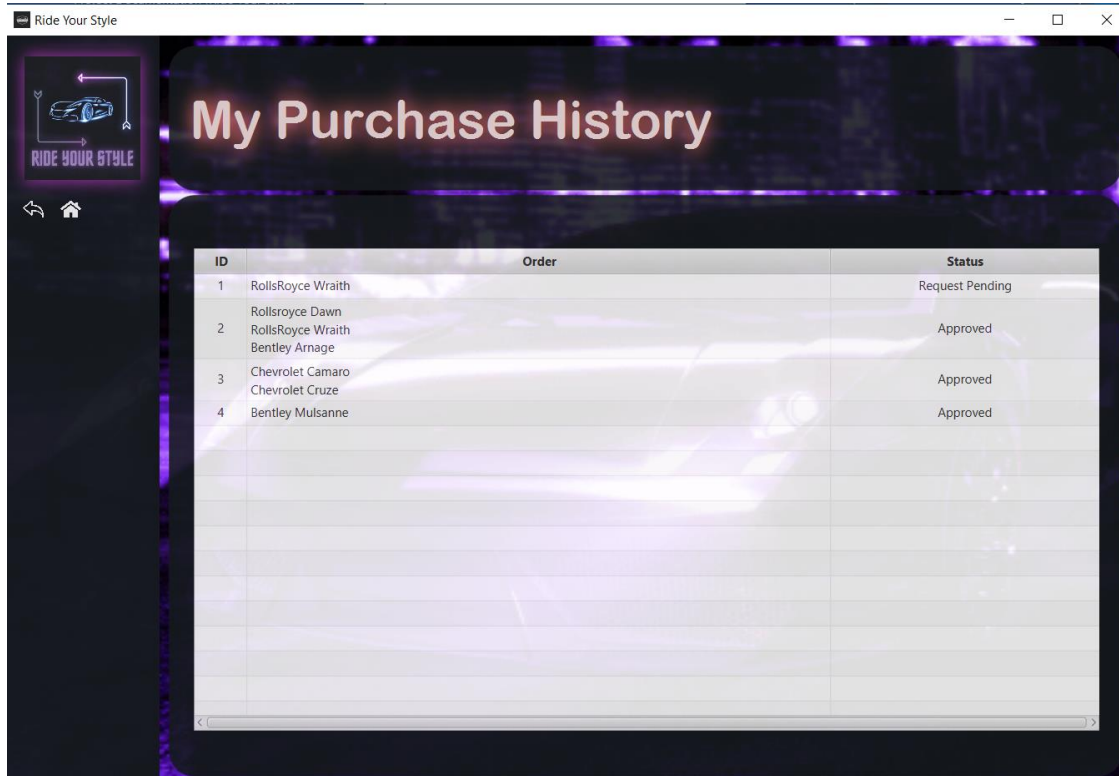 Ride Your Style
RIDE YOUR STYLE
My Purchase History
ID Order Status
1 RollsRoyce Wraith Request Pending
Rollsroyce Dawn
2 RollsRoyce Wraith Approved
Bentley Arnage
Chevrolet Camaro
3 Approved
Chevrolet Cruze
4 Bentley Mulsanne Approved